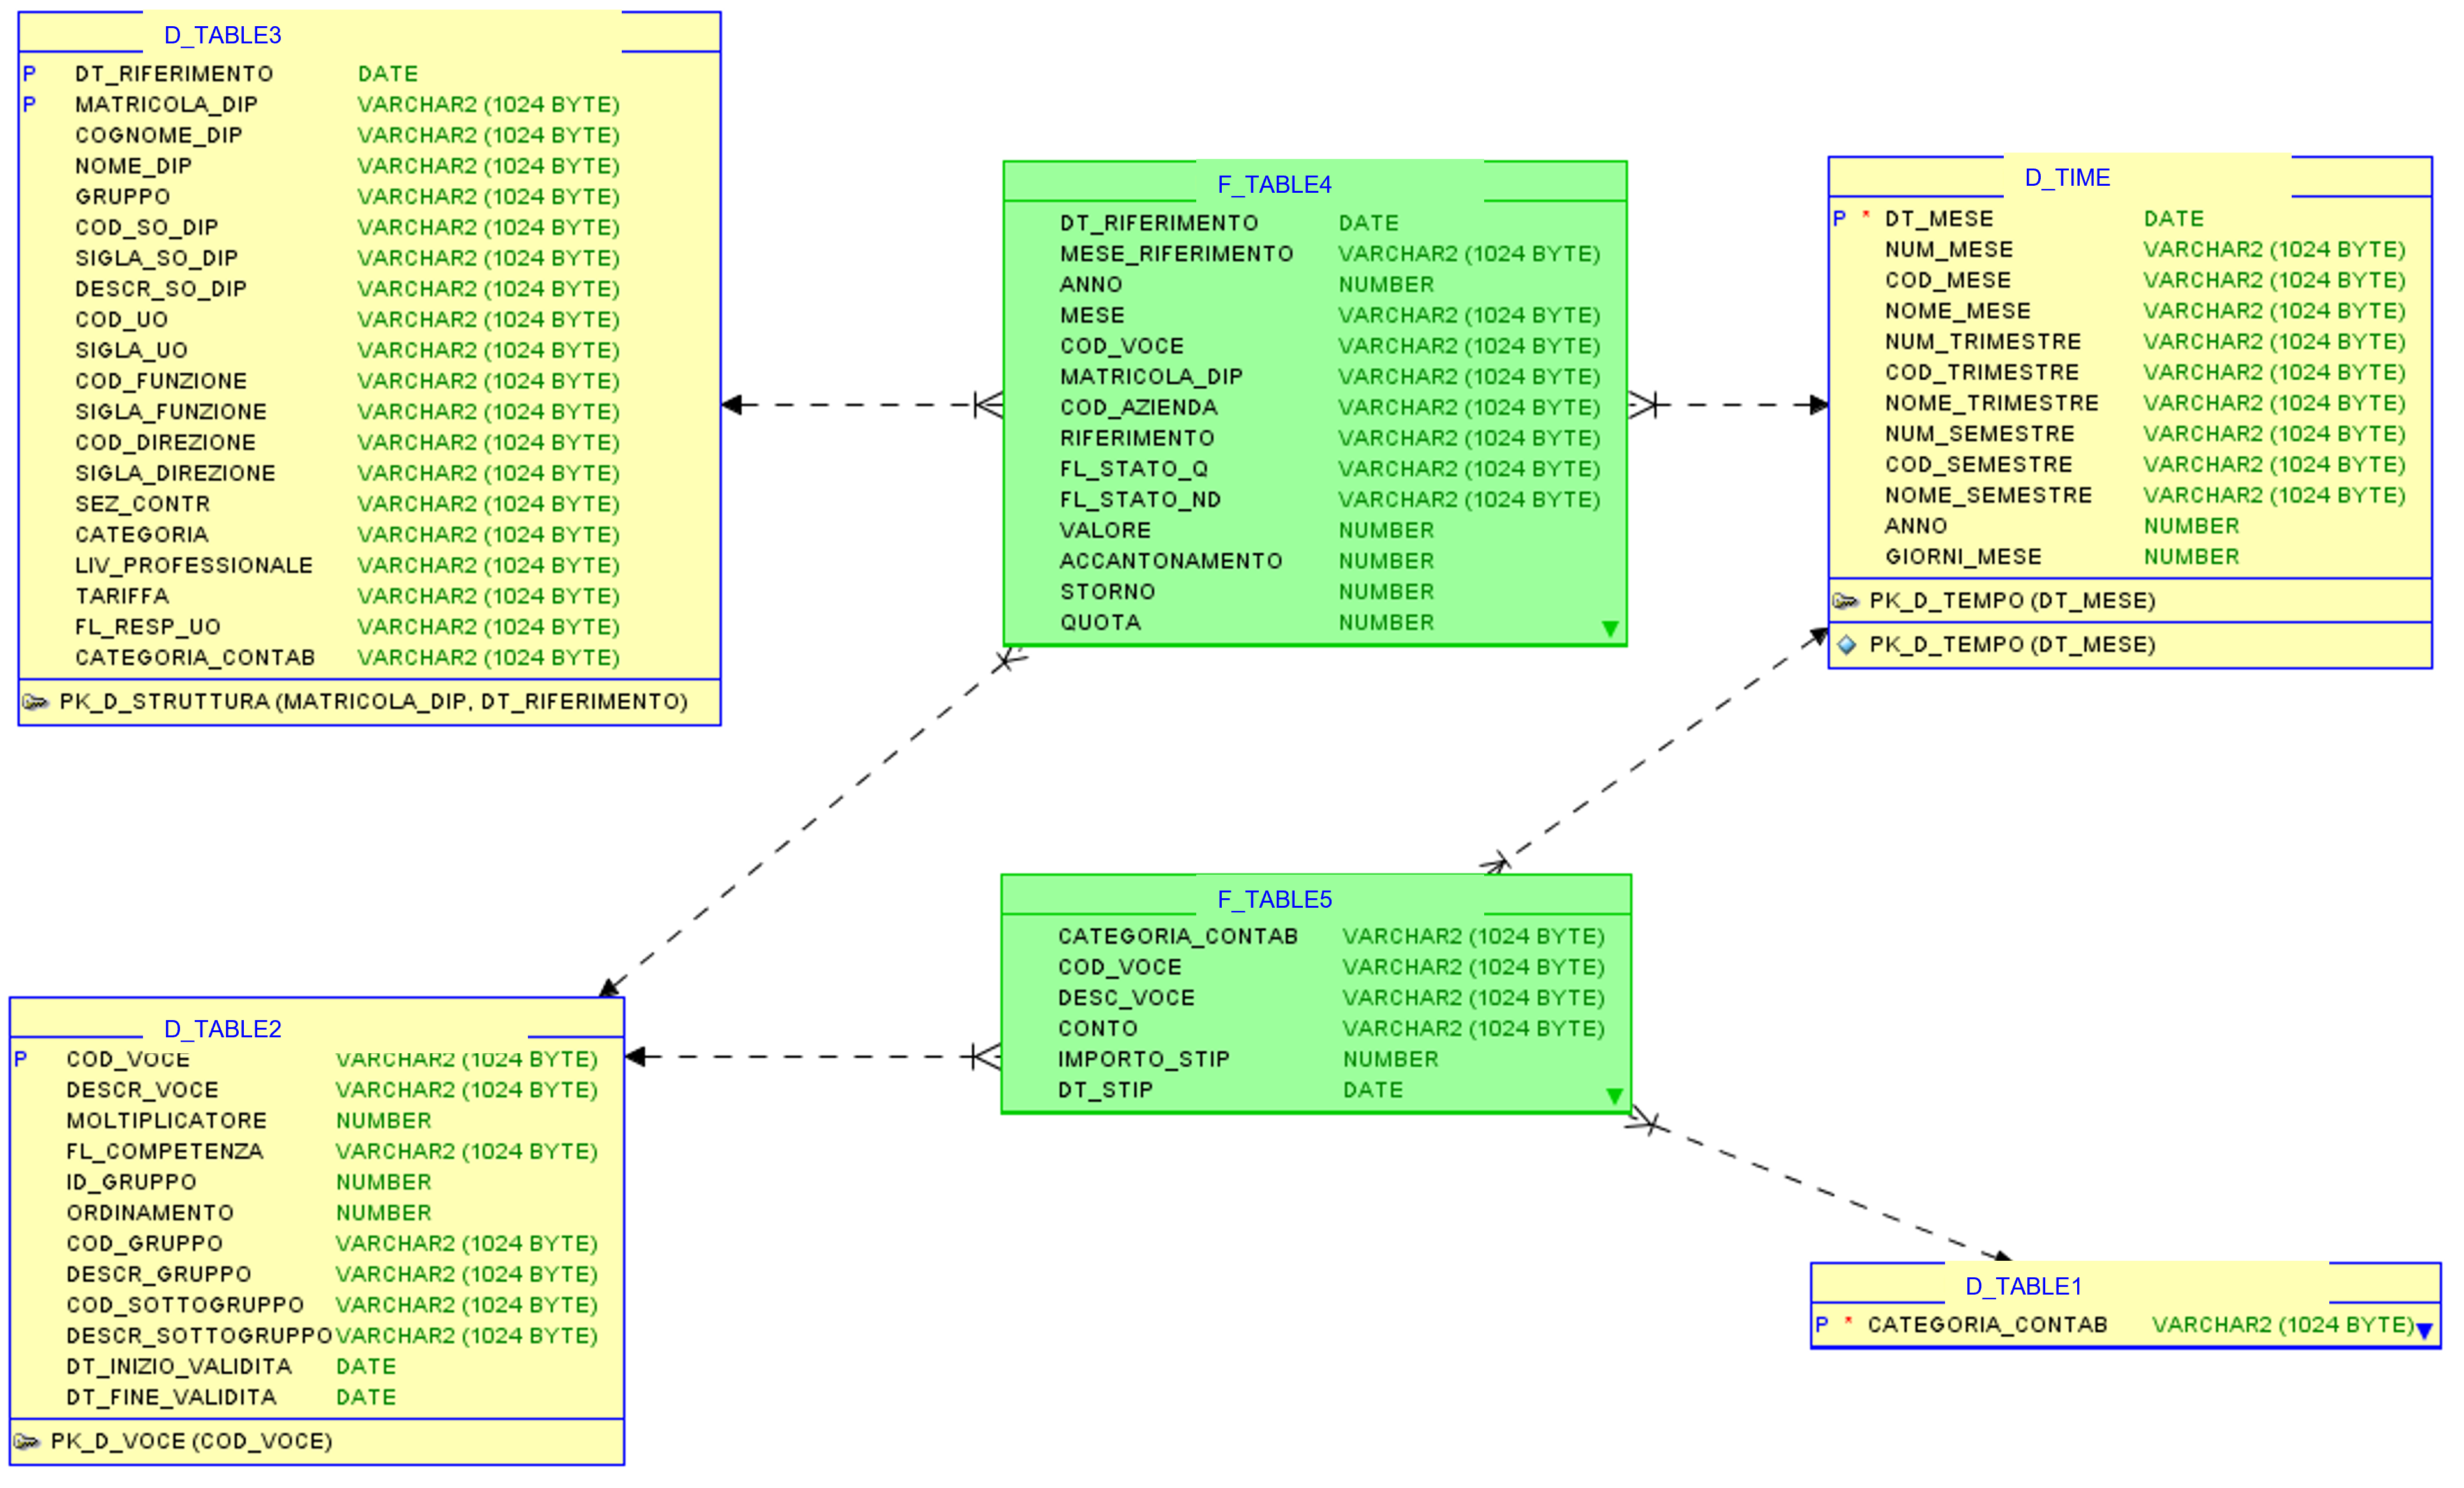 D_TABLE3
P DT_RIFERIMENTO DATE
P MATRICOLA_DIP VARCHAR2 (1024 BYTE)
COGNOME_DIP VARCHAR2 (1024 BYTE)
NOME_DIP VARCHAR2 (1024 BYTE)
GRUPPO VARCHAR2 (1024 BYTE)
COD_SO_DIP VARCHAR2 (1024 BYTE)
SIGLA_SO_DIP VARCHAR2 (1024 BYTE)
DESCR_SO_DIP VARCHAR2 (1024 BYTE)
COD_UO VARCHAR2 (1024 BYTE)
SIGLA_UO VARCHAR2 (1024 BYTE)
COD_FUNZIONE VARCHAR2 (1024 BYTE)
SIGLA_FUNZIONE VARCHAR2 (1024 BYTE)
COD_DIREZIONE VARCHAR2 (1024 BYTE)
SIGLA_DIREZIONE VARCHAR2 (1024 BYTE)
SEZ_CONTR VARCHAR2 (1024 BYTE)
CATEGORIA VARCHAR2 (1024 BYTE)
LIV_PROFESSIONALE VARCHAR2 (1024 BYTE)
TARIFFA VARCHAR2 (1024 BYTE)
FL_RESP_UO VARCHAR2 (1024 BYTE)
CATEGORIA_CONTAB VARCHAR2 (1024 BYTE)
PK_D_STRUTTURA (MATRICOLA_DIP, DT_RIFERIMENTO)
F_TABLE4
DT_RIFERIMENTO DATE
MESE_RIFERIMENTO VARCHAR2 (1024 BYTE)
ANNO NUMBER
MESE VARCHAR2 (1024 BYTE)
COD_VOCE VARCHAR2 (1024 BYTE)
MATRICOLA_DIP VARCHAR2 (1024 BYTE)
COD_AZIENDA VARCHAR2 (1024 BYTE)
RIFERIMENTO VARCHAR2 (1024 BYTE)
FL_STATO_Q VARCHAR2 (1024 BYTE)
FL_STATO_ND VARCHAR2 (1024 BYTE)
VALORE NUMBER
ACCANTONAMENTO NUMBER
STORNO NUMBER
QUOTA NUMBER
D_TIME
P * DT_MESE DATE
NUM_MESE VARCHAR2 (1024 BYTE)
COD_MESE VARCHAR2 (1024 BYTE)
NOME_MESE VARCHAR2 (1024 BYTE)
NUM_TRIMESTRE VARCHAR2 (1024 BYTE)
COD_TRIMESTRE VARCHAR2 (1024 BYTE)
NOME_TRIMESTRE VARCHAR2 (1024 BYTE)
NUM_SEMESTRE VARCHAR2 (1024 BYTE)
COD_SEMESTRE VARCHAR2 (1024 BYTE)
NOME_SEMESTRE VARCHAR2 (1024 BYTE)
ANNO NUMBER
GIORNI_MESE NUMBER
PK_D_TEMPO (DT_MESE)
PK_D_TEMPO (DT_MESE)
D_TABLE2
P COD_VOCE VARCHAR2 (1024 BYTE)
DESCR_VOCE VARCHAR2 (1024 BYTE)
MOLTIPLICATORE NUMBER
FL_COMPETENZA VARCHAR2 (1024 BYTE)
ID_GRUPPO NUMBER
ORDINAMENTO NUMBER
COD_GRUPPO VARCHAR2 (1024 BYTE)
DESCR_GRUPPO VARCHAR2 (1024 BYTE)
COD_SOTTOGRUPPO VARCHAR2 (1024 BYTE)
DESCR_SOTTOGRUPPO VARCHAR2 (1024 BYTE)
DT_INIZIO_VALIDITA DATE
DT_FINE_VALIDITA DATE
PK_D_VOCE (COD_VOCE)
F_TABLE5
CATEGORIA_CONTAB VARCHAR2 (1024 BYTE)
COD_VOCE VARCHAR2 (1024 BYTE)
DESC_VOCE VARCHAR2 (1024 BYTE)
CONTO VARCHAR2 (1024 BYTE)
IMPORTO_STIP NUMBER
DT_STIP DATE
D_TABLE1
P * CATEGORIA_CONTAB VARCHAR2 (1024 BYTE)